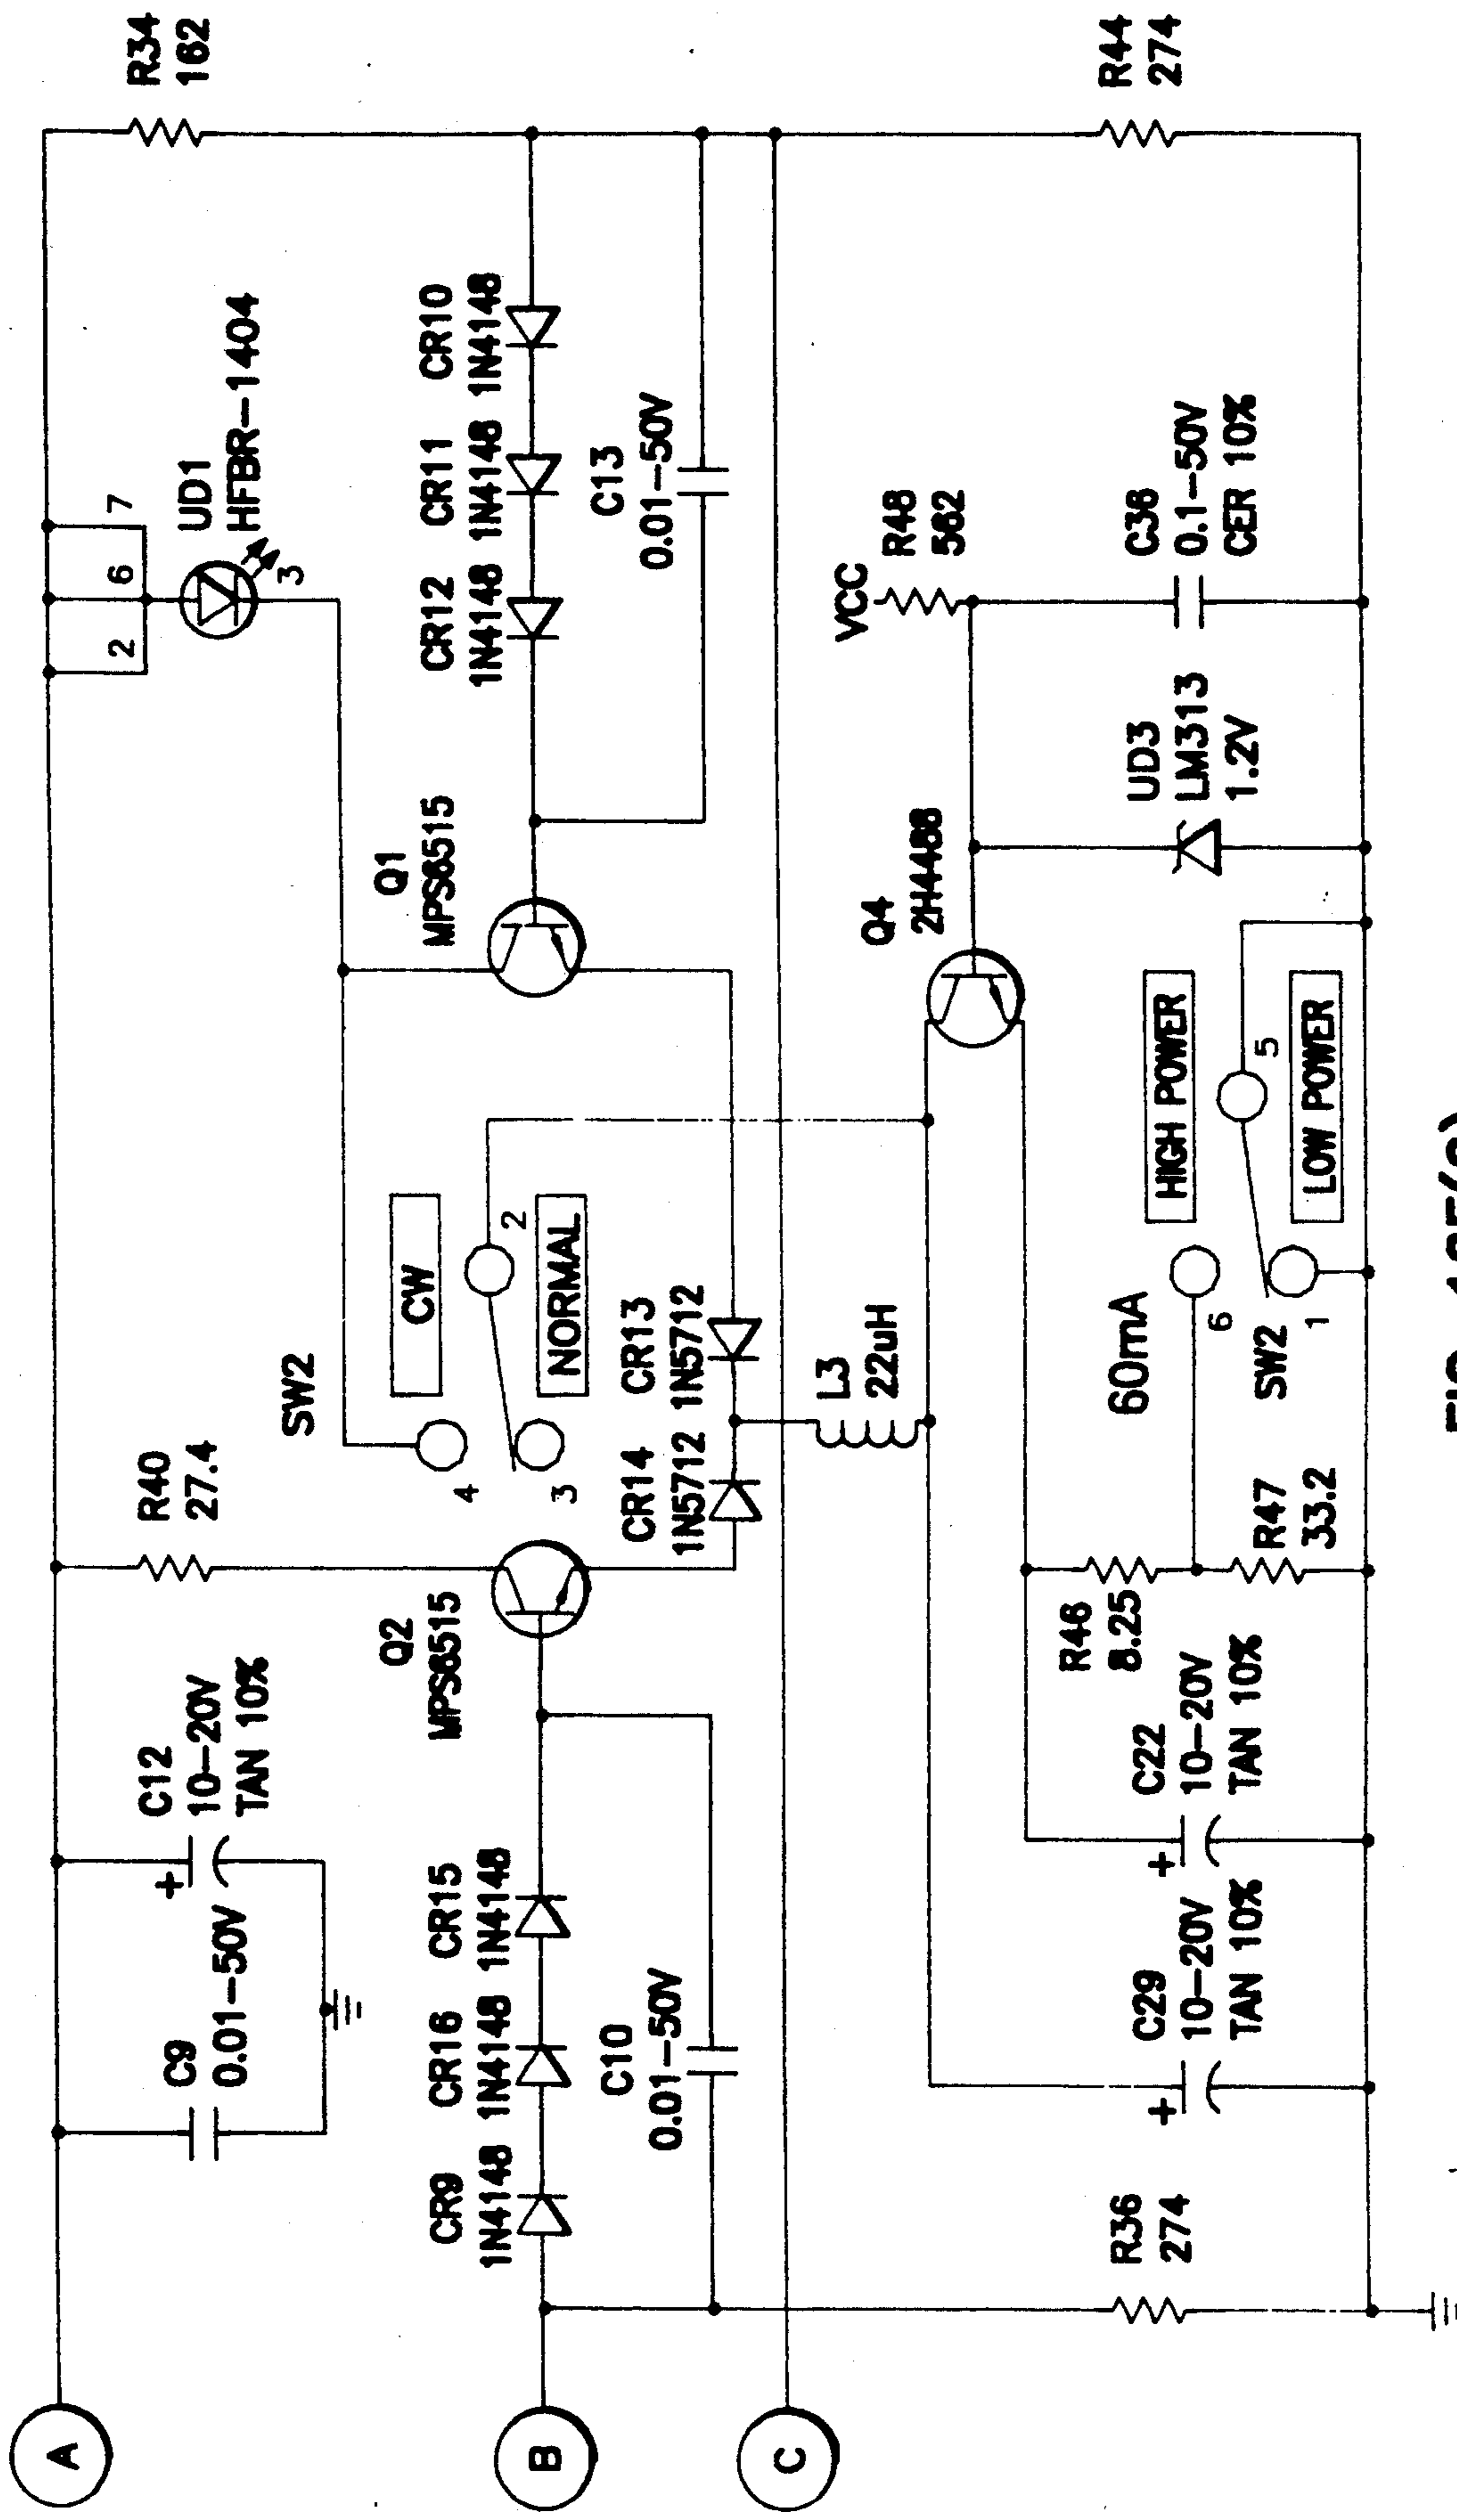 A
B
C
C9
0.01–50V
C12
10–20V
TAN 10%
R40
27.4
SW2
CW
NORMAL
4
3
2
2
6
7
UD1
HFBR–1404
3
R34
162
Q2
MPS6515
Q1
MPS6515
CR9
1N4148
CR16
1N4148
CR15
1N4148
C10
0.01–50V
CR14
1N5712
CR13
1N5712
CR12
1N4148
CR11
1N4148
CR10
1N4148
C13
0.01–50V
L3
22uH
Q4
VCC
R48
562
R36
274
C29
10–20V
TAN 10%
C22
10–20V
TAN 10%
R46
8.25
R47
33.2
60mA
6
SW2
1
5
HIGH POWER
LOW POWER
UD3
LM313
1.2V
0.1–50V
CER 10%
R44
274